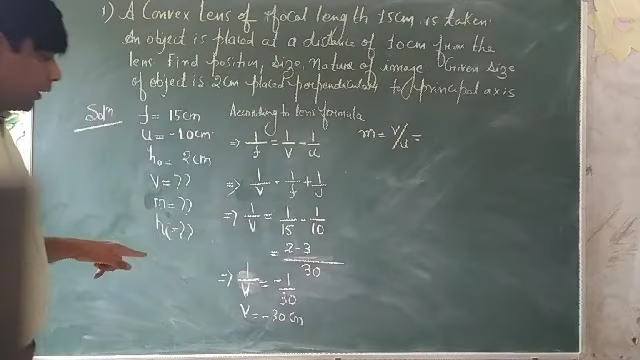 1) A Convex lens of focal length 15cm is taken.
An object is placed at a distance of 10cm from the
lens find position, size, nature of image Given size
of object is 2cm placed perpendicular to principal axis
Soln
f = 15cm
u = -10cm
h₀ = 2cm
V = ??
m = ??
hi = ??
According to lens formula
⇒ 1/f = 1/V - 1/u
⇒ 1/V = 1/f + 1/u
⇒ 1/V = 1/15 - 1/10
= 2-3/30
⇒ 1/V = -1/30
V = -30cm
m = V/u =